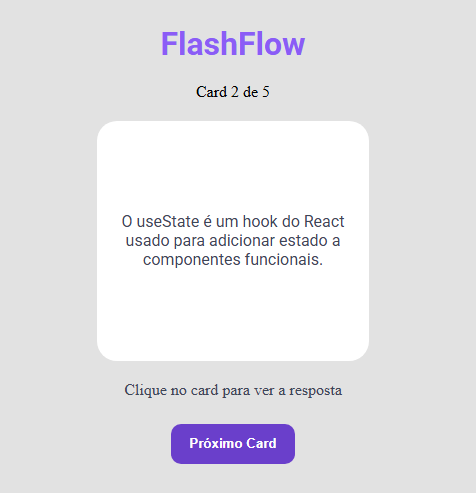 FlashFlow
Card 2 de 5
O useState é um hook do React
usado para adicionar estado a
componentes funcionais.
Clique no card para ver a resposta
Próximo Card